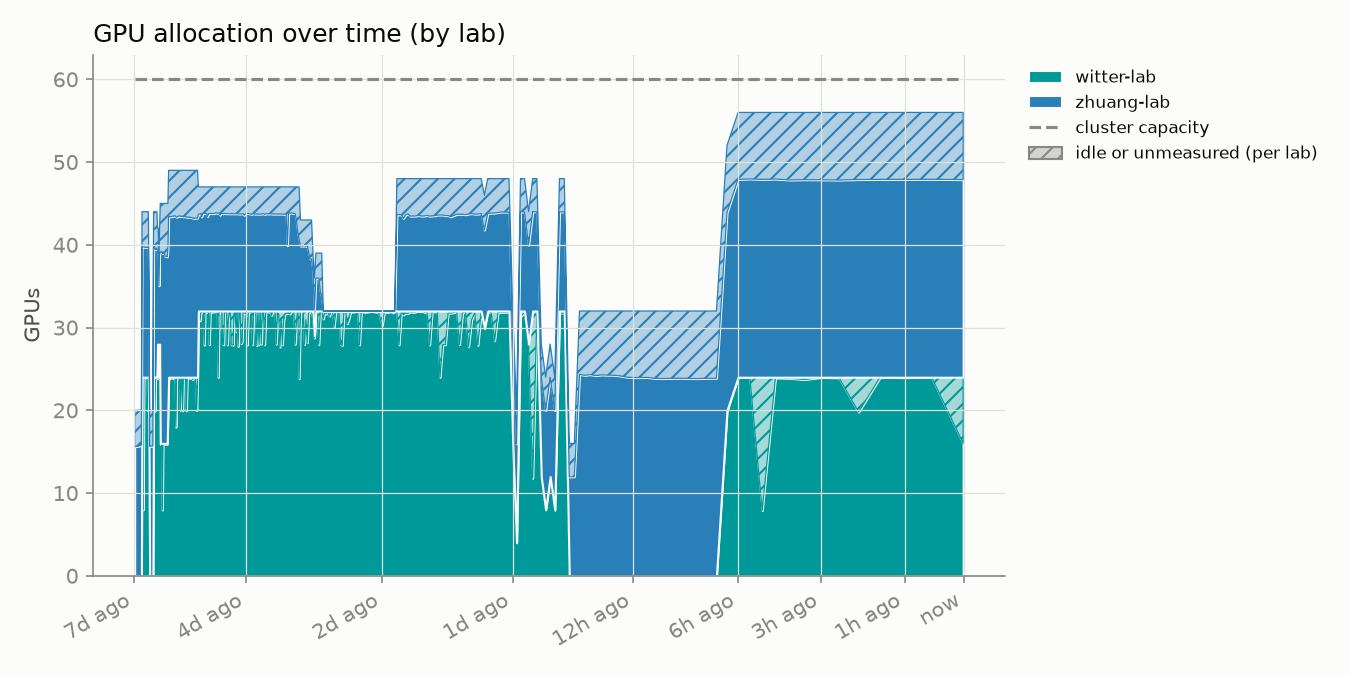 GPU allocation over time (by lab)
witter-lab
zhuang-lab
cluster capacity
idle or unmeasured (per lab)
GPUs
60
50
40
30
20
10
0
7d ago
4d ago
2d ago
1d ago
12h ago
6h ago
3h ago
1h ago
now